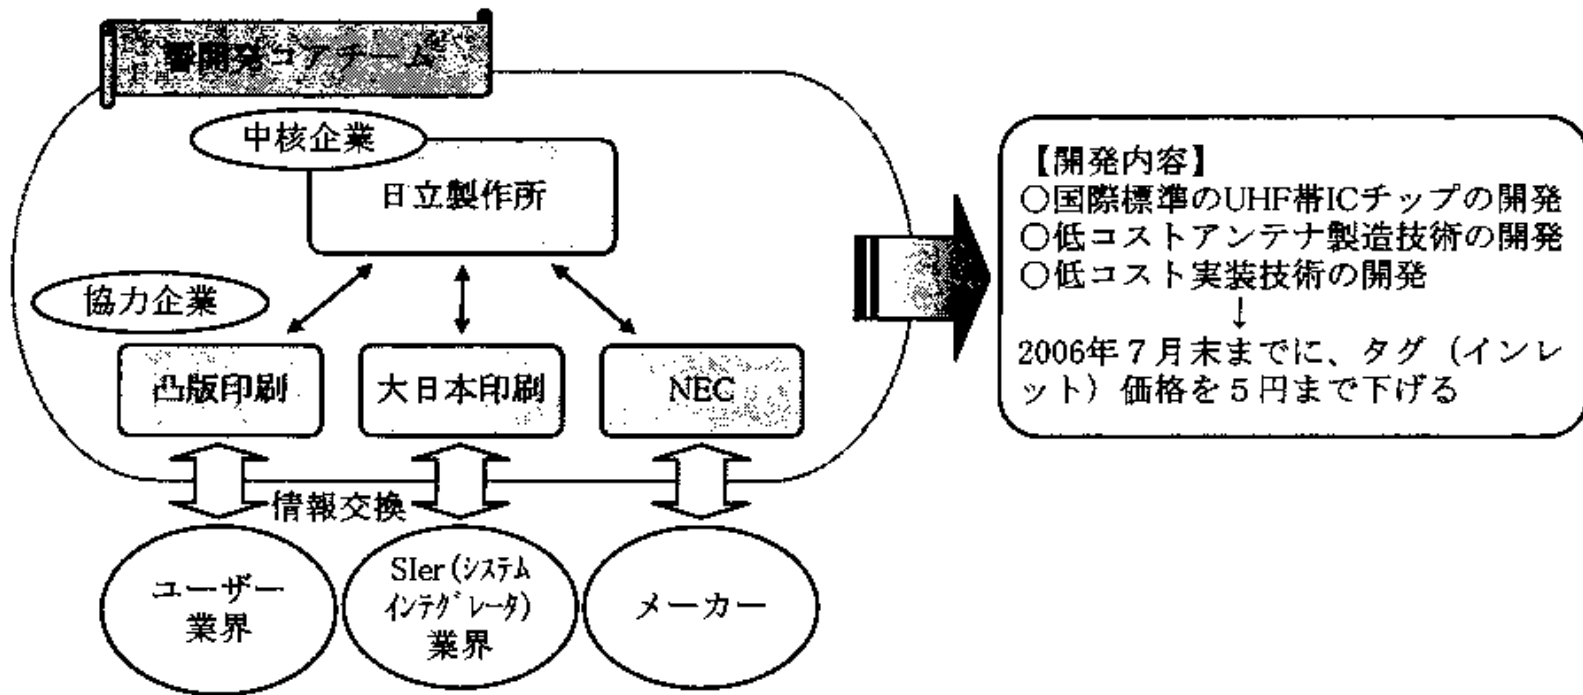 開発コアチーム
中核企業
日立製作所
協力企業
凸版印刷
大日本印刷
NEC
情報交換
ユーザー
業界
SIer(システム
インテグレータ)
業界
メーカー
【開発内容】
○国際標準のUHF帯ICチップの開発
○低コストアンテナ製造技術の開発
○低コスト実装技術の開発
↓
2006年7月末までに、タグ(インレ
ット)価格を5円まで下げる